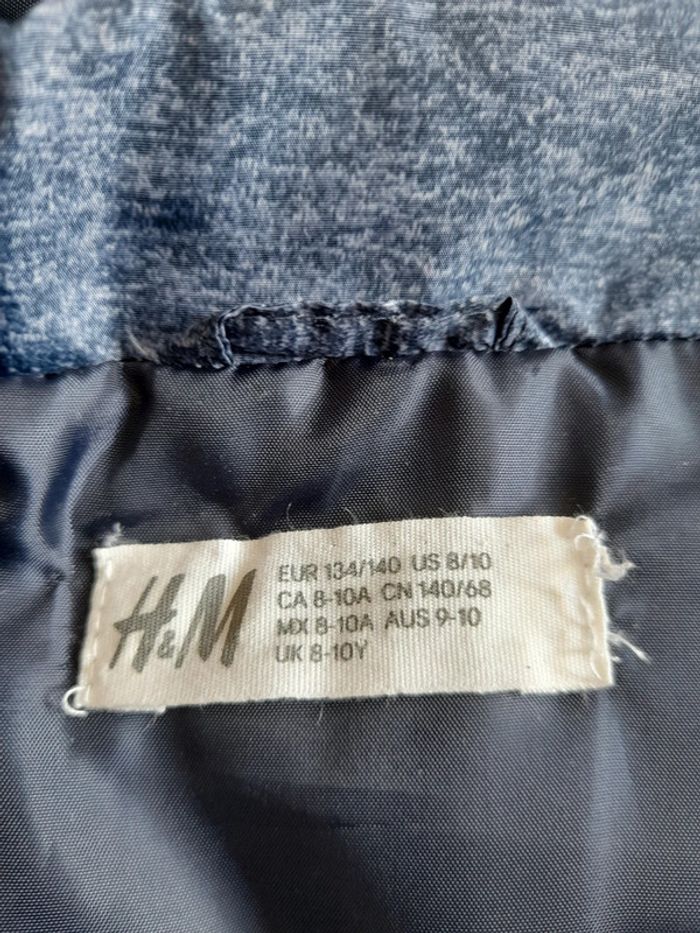 H&M
EUR 134/140 US 8/10
CA 8-10A CN 140/68
MX 8-10A AUS 9-10
UK 8-10Y